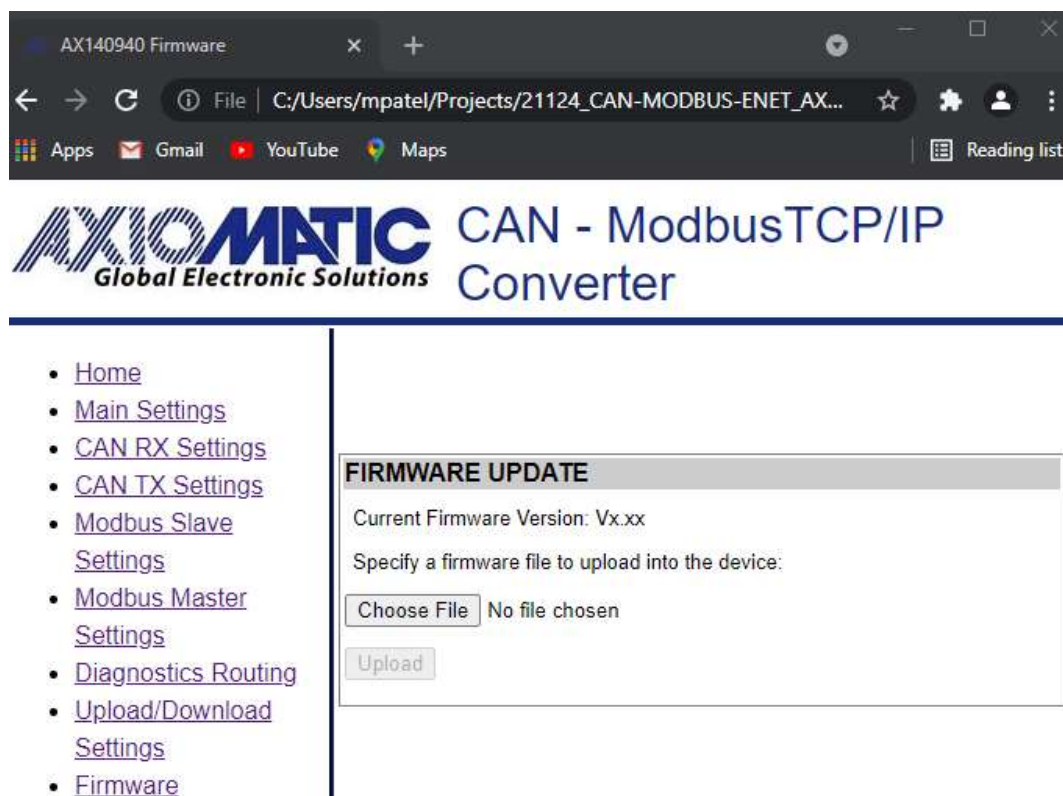 AX140940 Firmware
File | C:/Users/mpatel/Projects/21124_CAN-MODBUS-ENET_AX...
Apps Gmail YouTube Maps Reading list
AXIOMATIC
Global Electronic Solutions
CAN - ModbusTCP/IP
Converter
Home
Main Settings
CAN RX Settings
CAN TX Settings
Modbus Slave
Settings
Modbus Master
Settings
Diagnostics Routing
Upload/Download
Settings
Firmware
FIRMWARE UPDATE
Current Firmware Version: Vx.xx
Specify a firmware file to upload into the device:
Choose File No file chosen
Upload